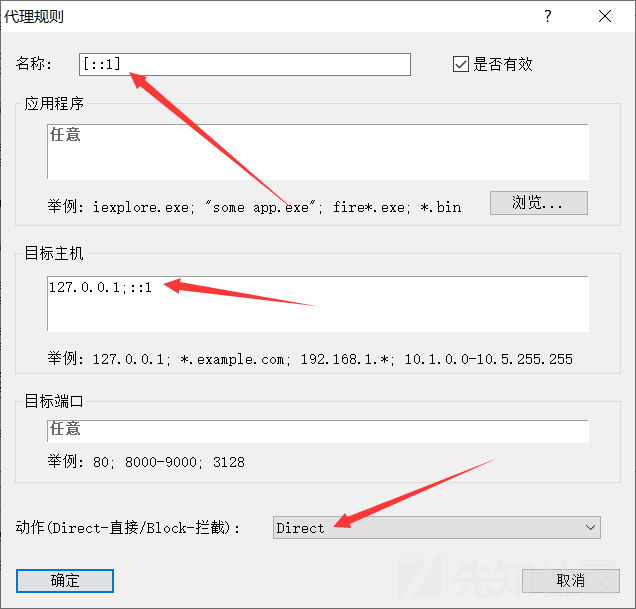 代理规则
?
名称:
[::1]
是否有效
应用程序
任意
举例: iexplore.exe; "some app.exe"; fire*.exe; *.bin
浏览...
目标主机
127.0.0.1;::1
举例: 127.0.0.1; *.example.com; 192.168.1.*; 10.1.0.0-10.5.255.255
目标端口
任意
举例: 80; 8000-9000; 3128
动作(Direct-直接/Block-拦截):
Direct
确定
取消
先知社区